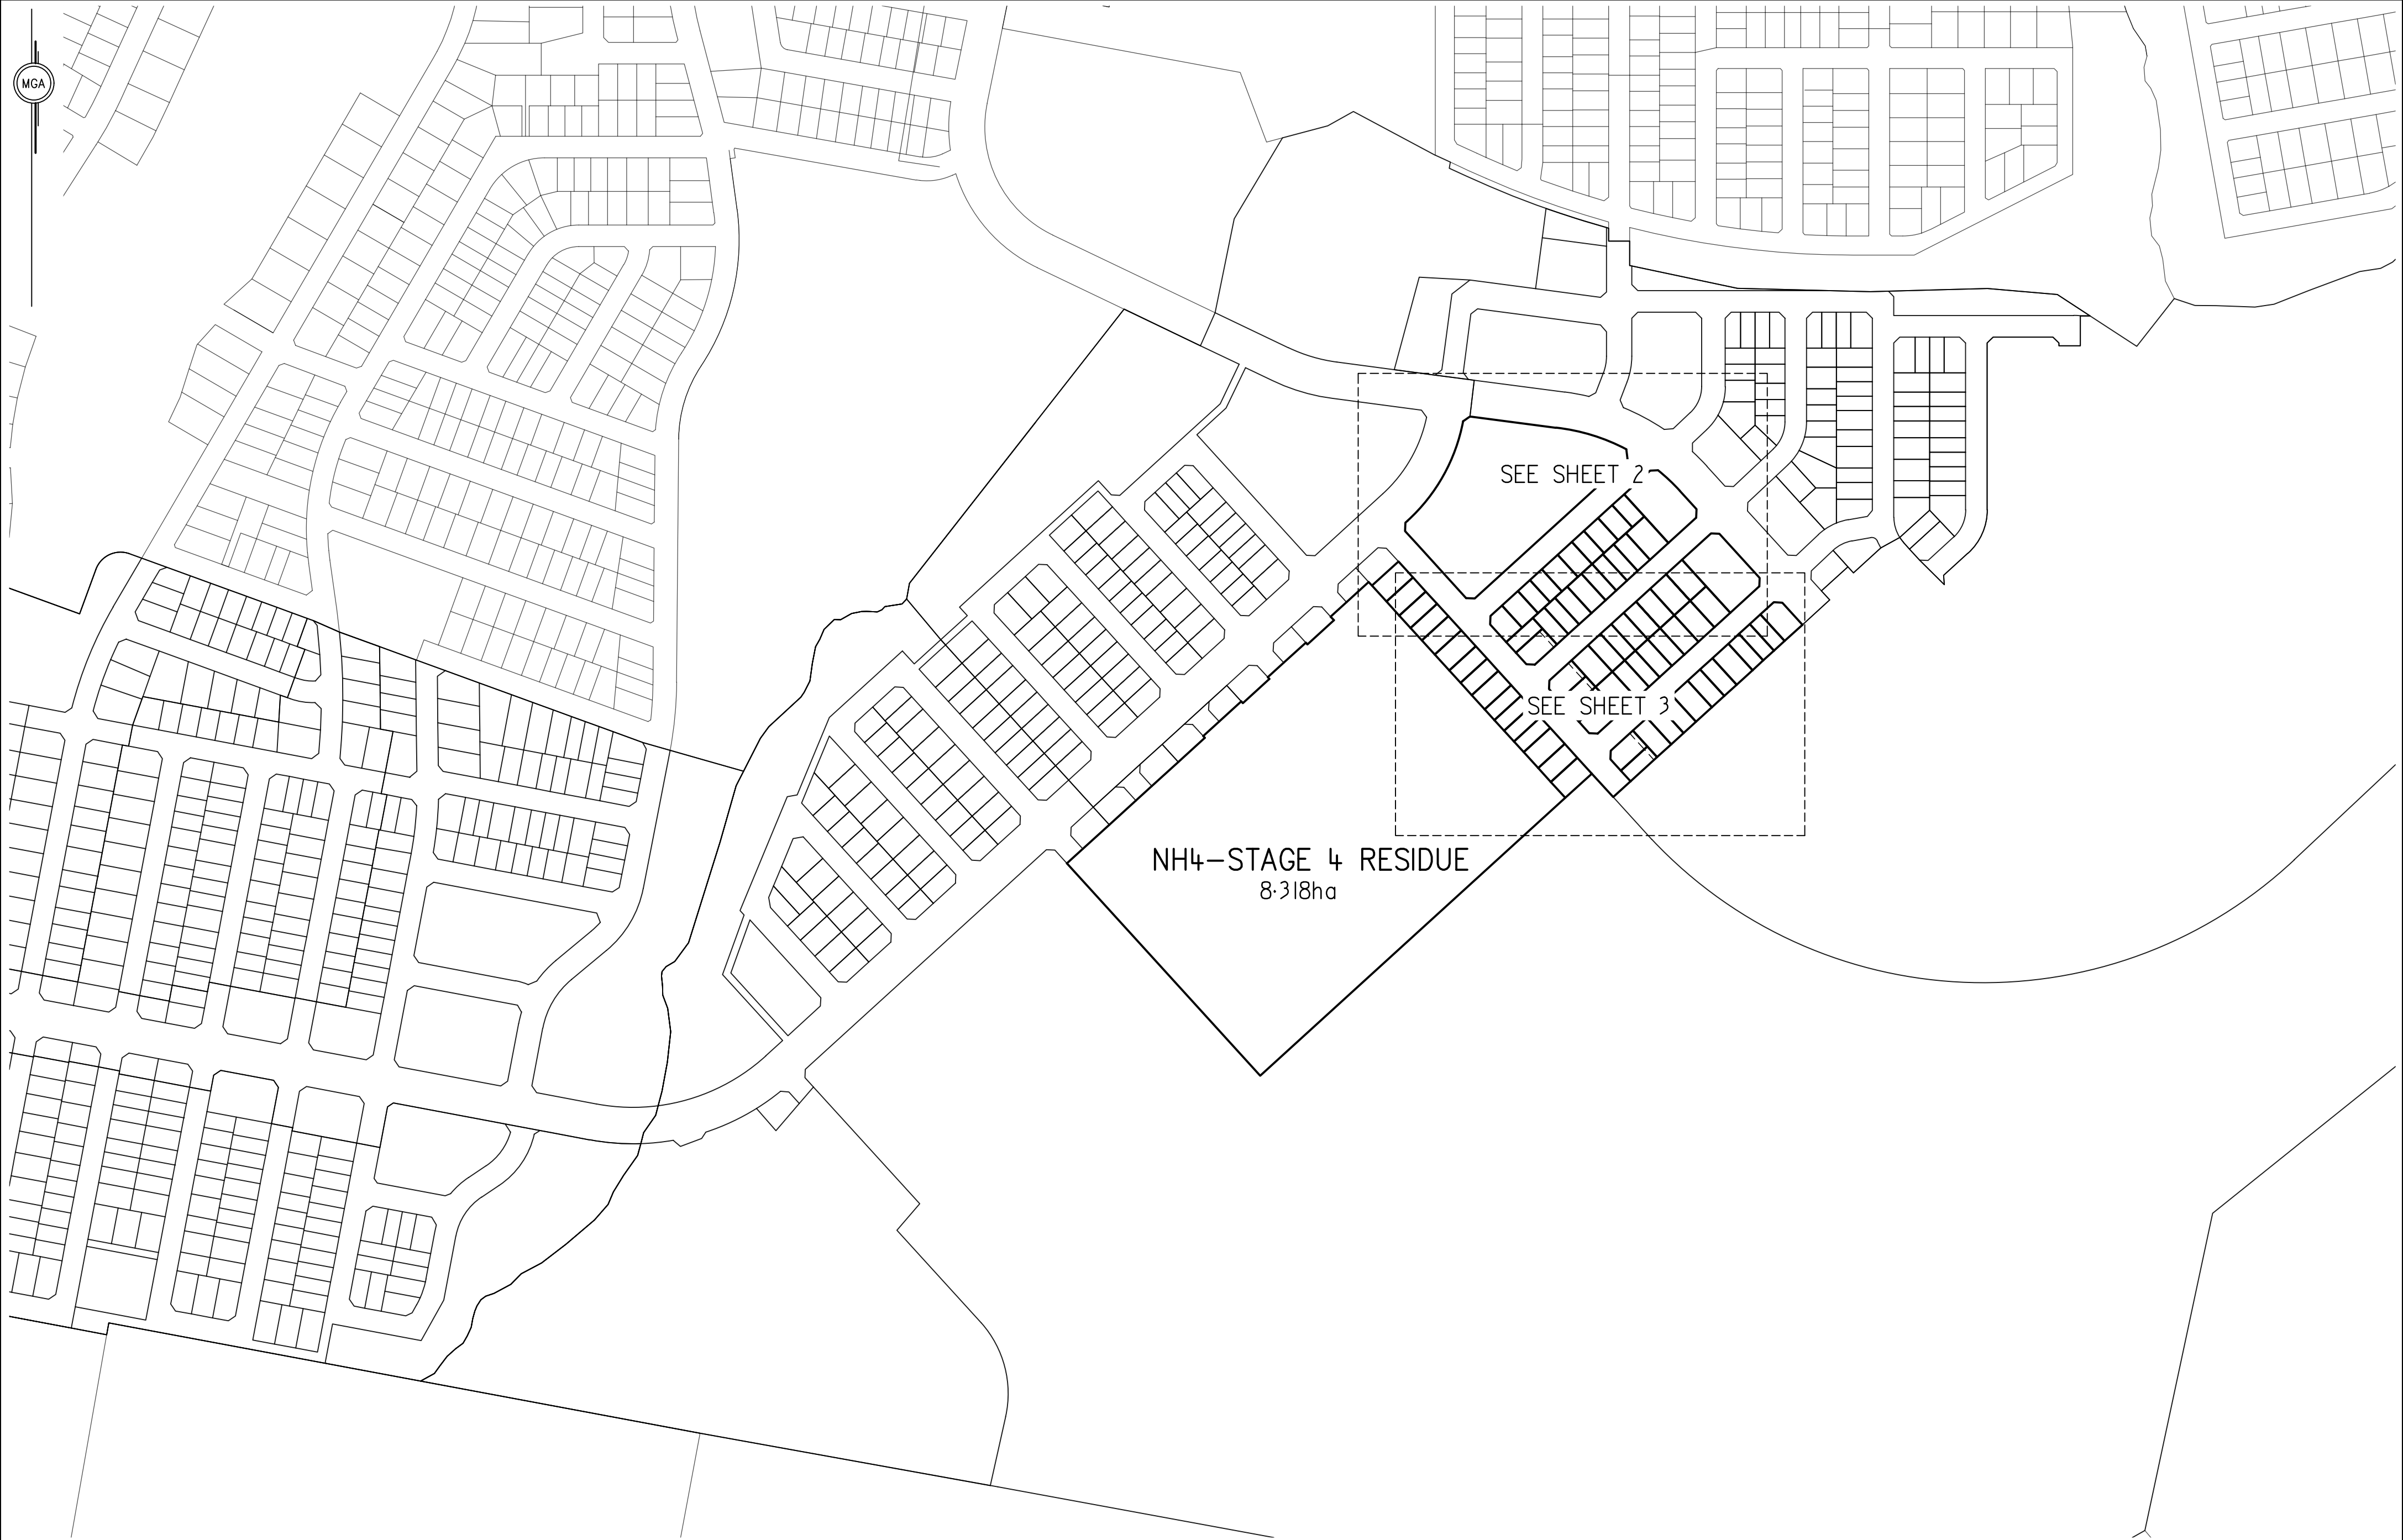 MGA
SEE SHEET 2
SEE SHEET 3
NH4-STAGE 4 RESIDUE
8·318ha